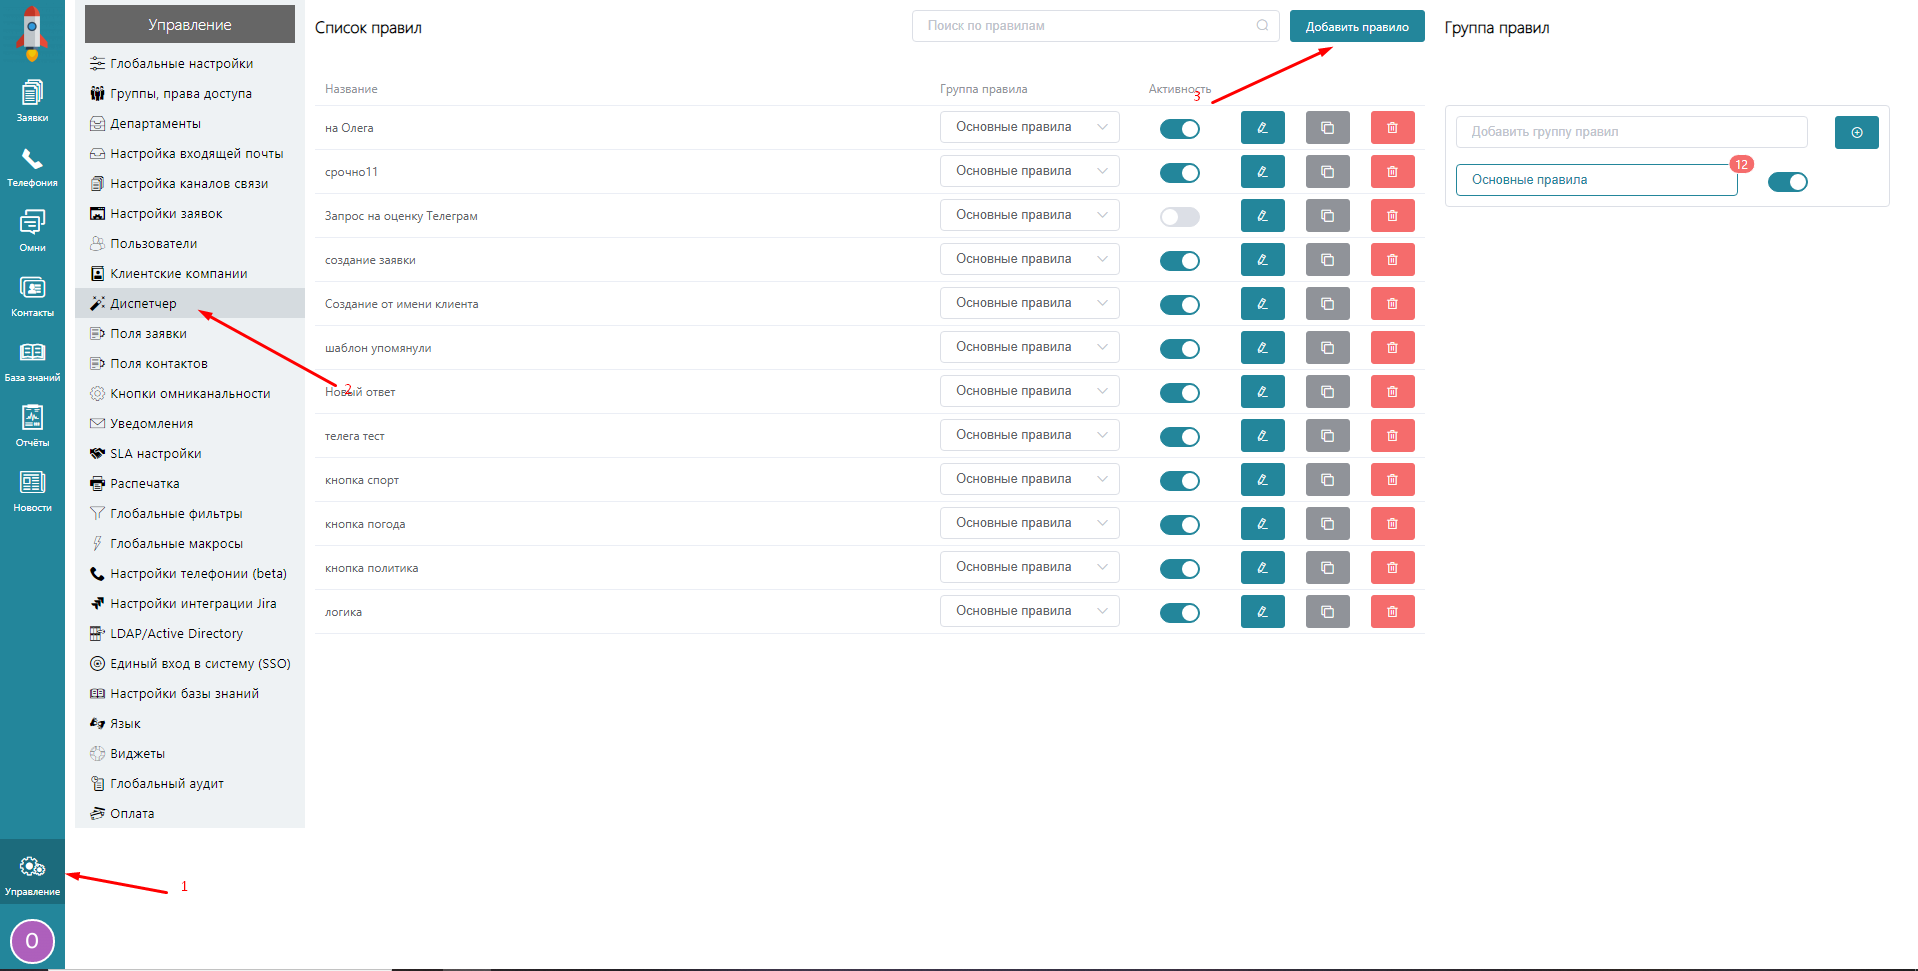 Заявки
Телефония
Омни
Контакты
База знаний
Отчёты
Новости
Управление
O
Управление
Глобальные настройки
Группы, права доступа
Департаменты
Настройка входящей почты
Настройка каналов связи
Настройки заявок
Пользователи
Клиентские компании
Диспетчер
Поля заявки
Поля контактов
Кнопки омниканальности
Уведомления
SLA настройки
Распечатка
Глобальные фильтры
Глобальные макросы
Настройки телефонии (beta)
Настройки интеграции Jira
LDAP/Active Directory
Единый вход в систему (SSO)
Настройки базы знаний
Язык
Виджеты
Глобальный аудит
Оплата
1
2
3
Список правил
Поиск по правилам
Добавить правило
Название Группа правила Активность
на Олега Основные правила
срочно11 Основные правила
Запрос на оценку Телеграм Основные правила
создание заявки Основные правила
Создание от имени клиента Основные правила
шаблон упомянули Основные правила
Новый ответ Основные правила
телега тест Основные правила
кнопка спорт Основные правила
кнопка погода Основные правила
кнопка политика Основные правила
логика Основные правила
Группа правил
Добавить группу правил
Основные правила 12